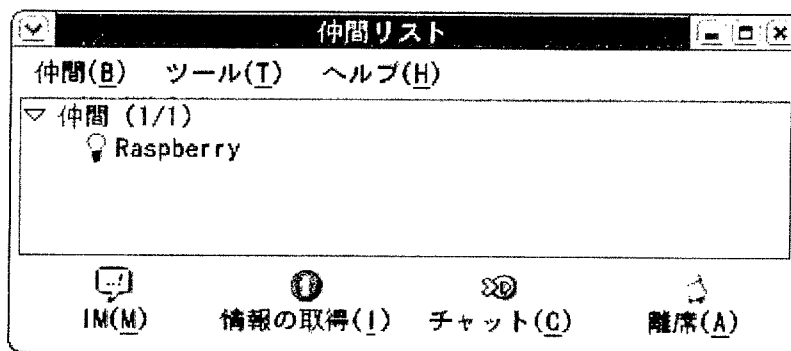 仲間リスト
仲間(B) ツール(T) ヘルプ(H)
仲間 (1/1)
Raspberry
IM(M) 情報の取得(I) チャット(C) 離席(A)